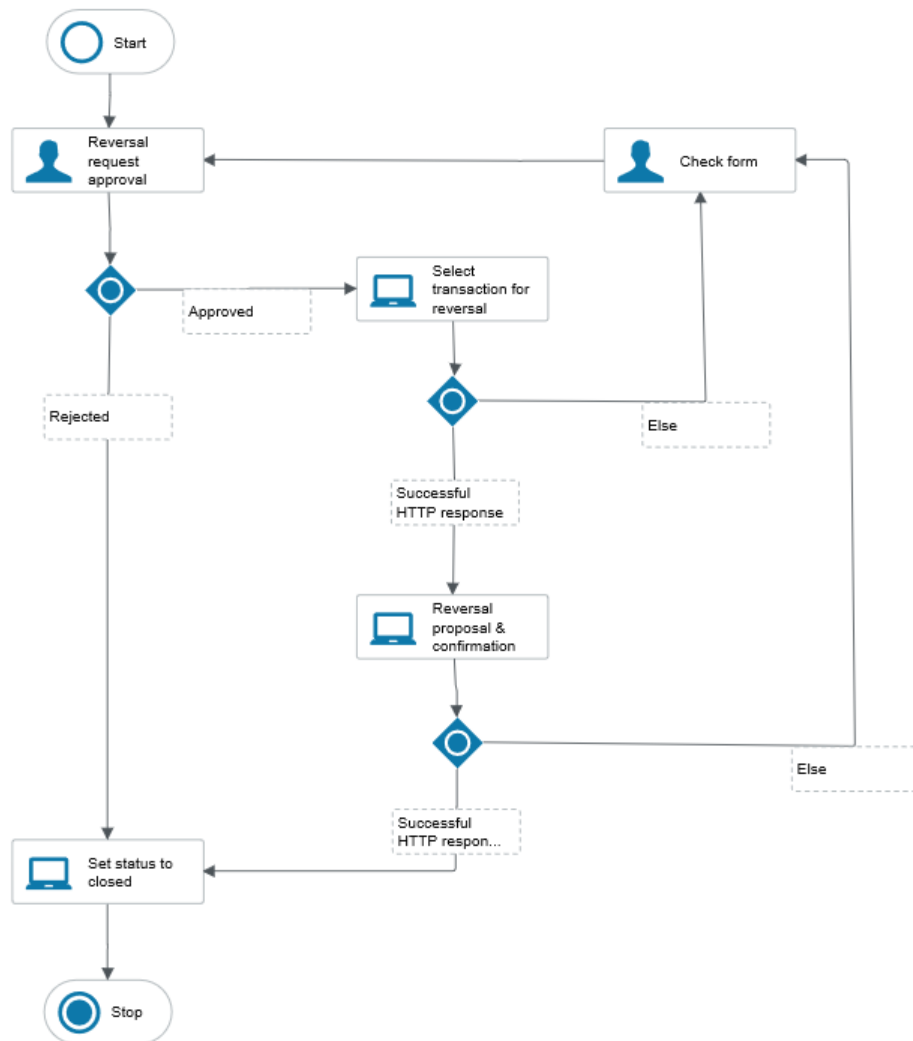 Start
Reversal
request
approval
Check form
Select
transaction for
reversal
Approved
Rejected
Else
Successful
HTTP response
Reversal
proposal &
confirmation
Else
Successful
HTTP respon...
Set status to
closed
Stop